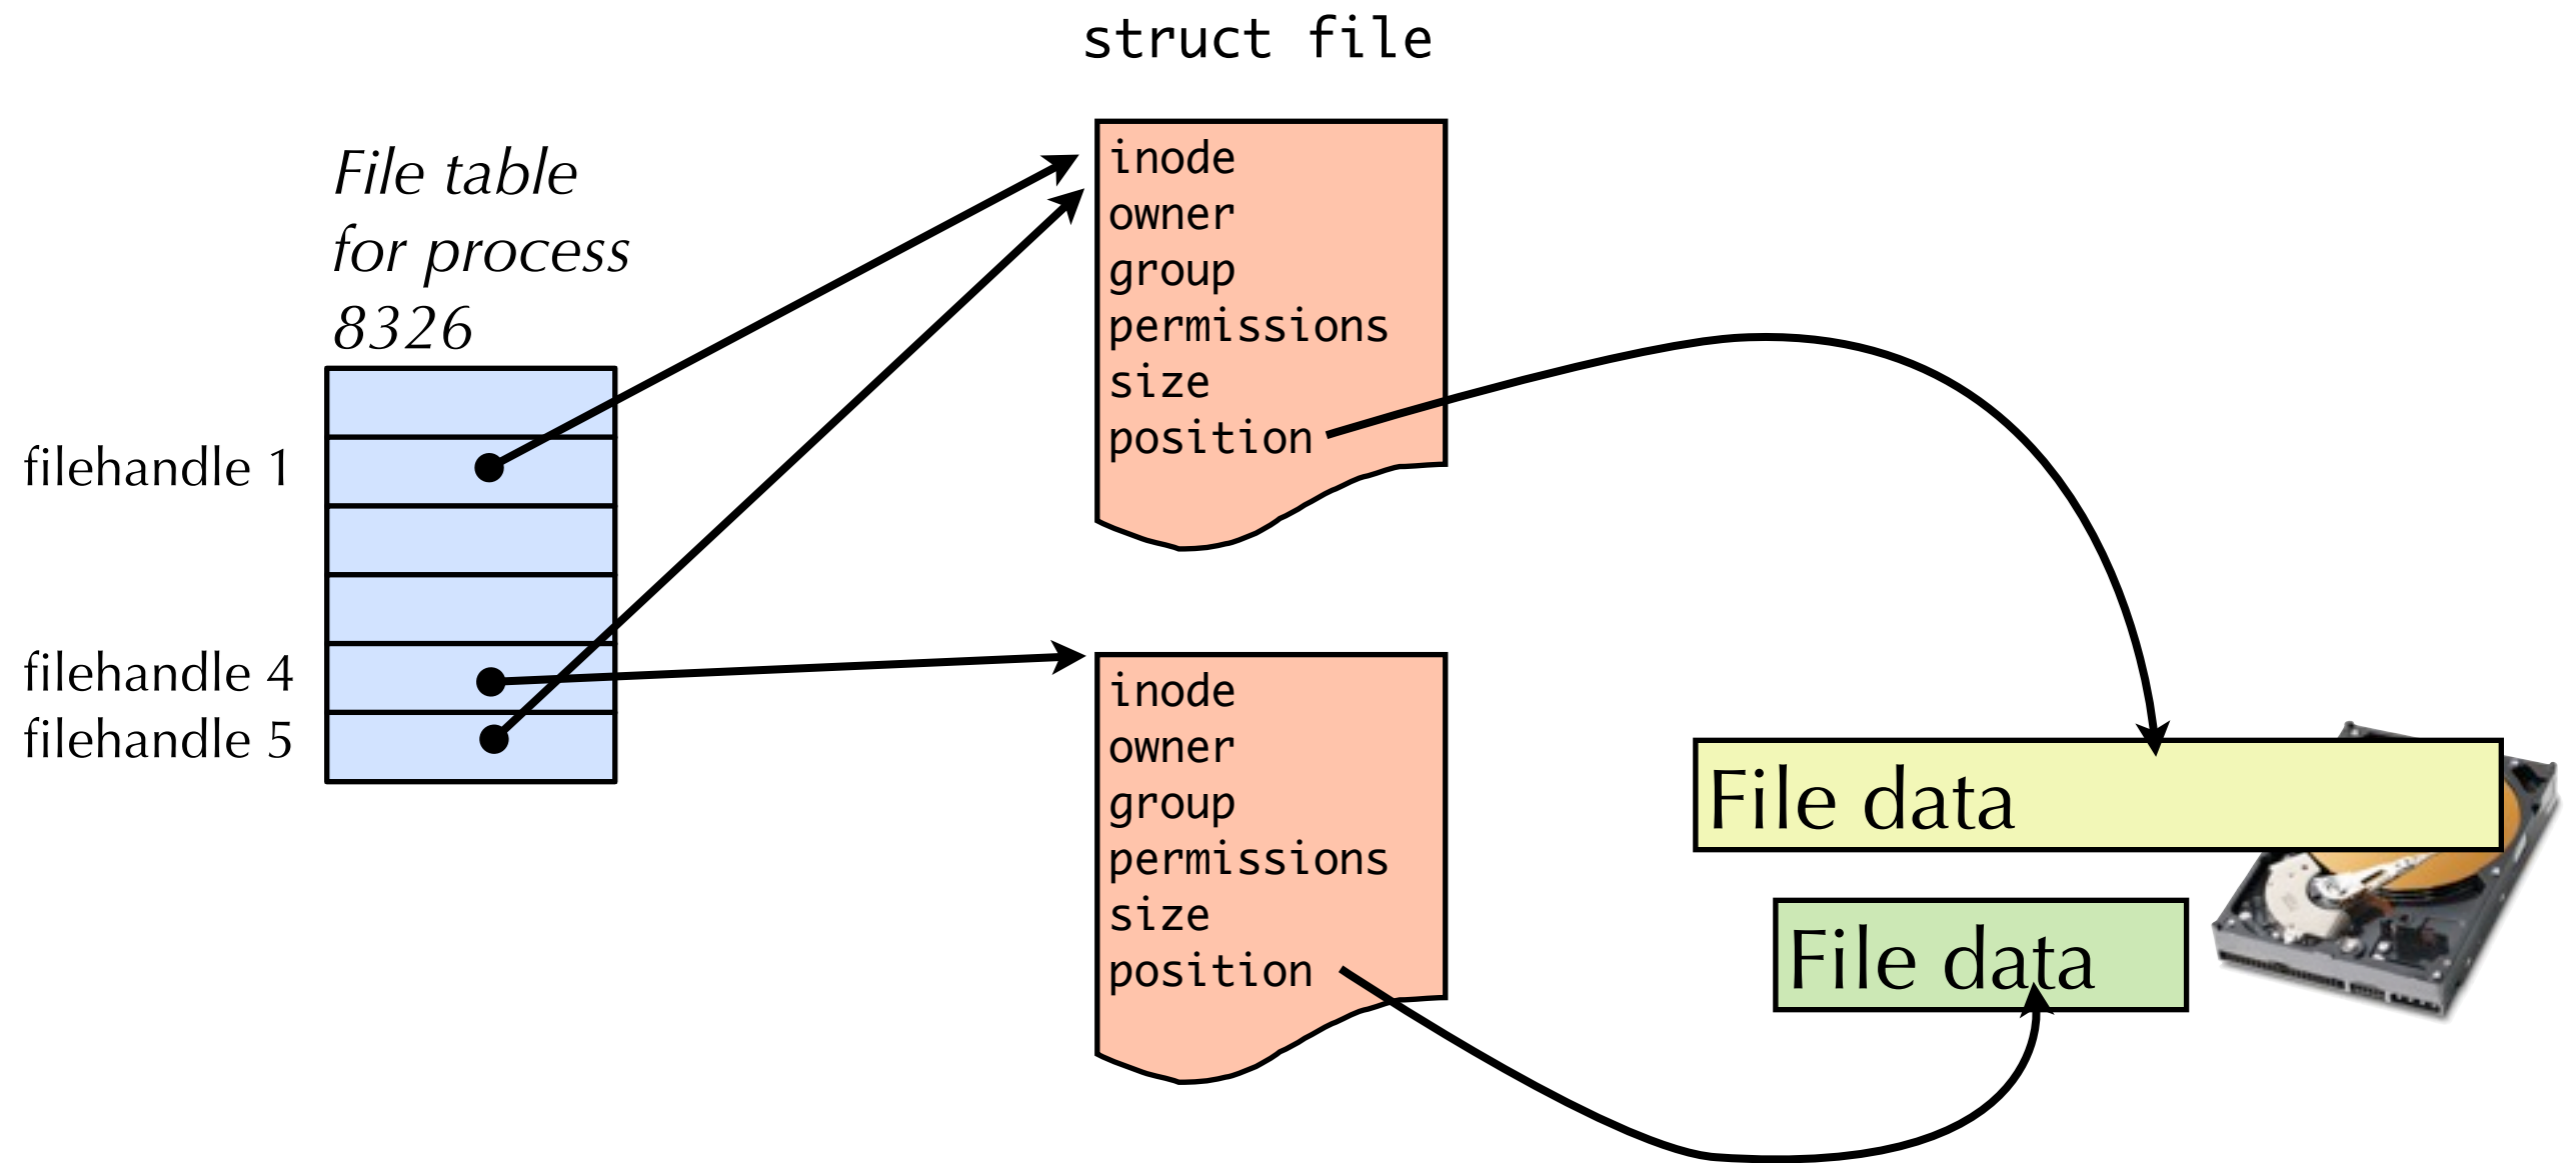 struct file
File table
for process
8326
filehandle 1
filehandle 4
filehandle 5
inode
owner
group
permissions
size
position
inode
owner
group
permissions
size
position
File data
File data